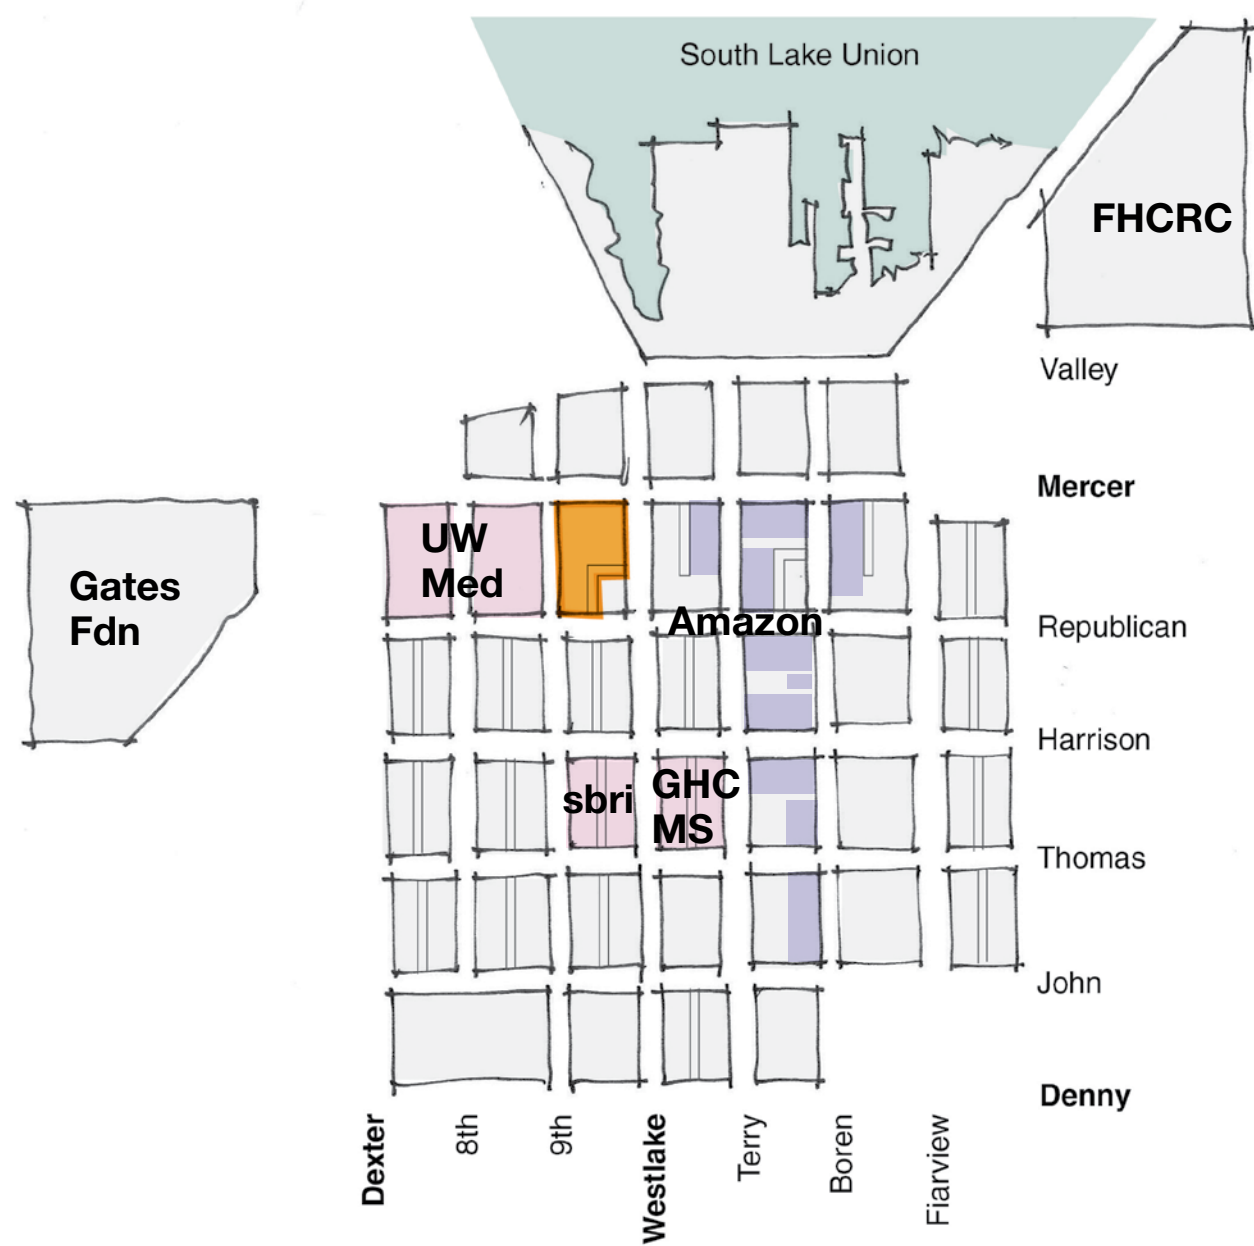 South Lake Union
FHCRC
Valley
Mercer
UW
Med
Gates
Fdn
Amazon
Republican
Harrison
sbri
GHC
MS
Thomas
John
Denny
Dexter
8th
9th
Westlake
Terry
Boren
Fiarview